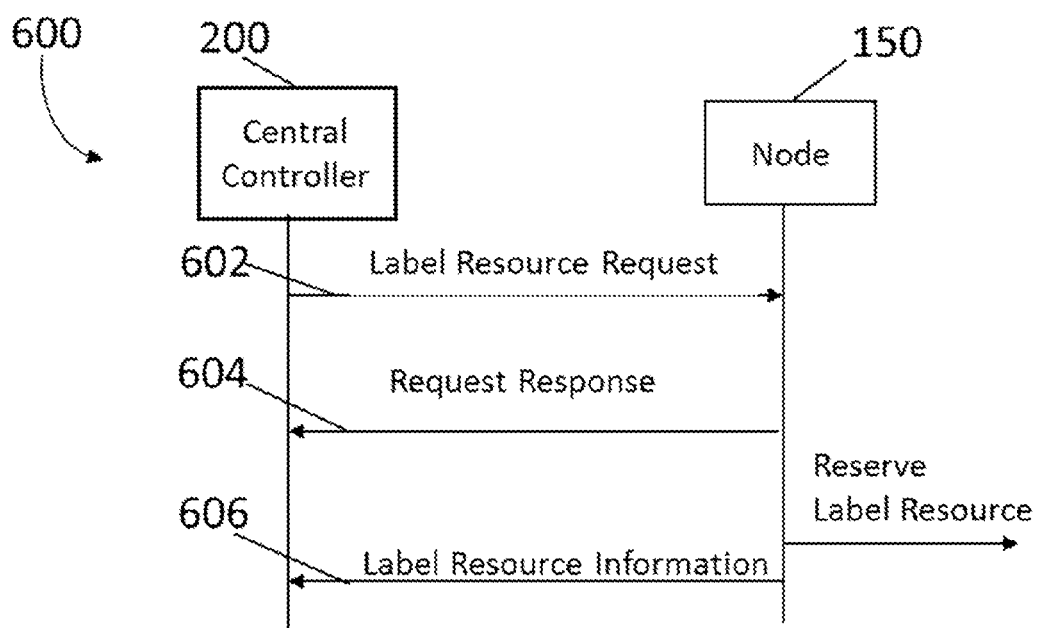 600
200
150
Central
Controller
Node
602
Label Resource Request
604
Request Response
Reserve
Label Resource
606
Label Resource Information